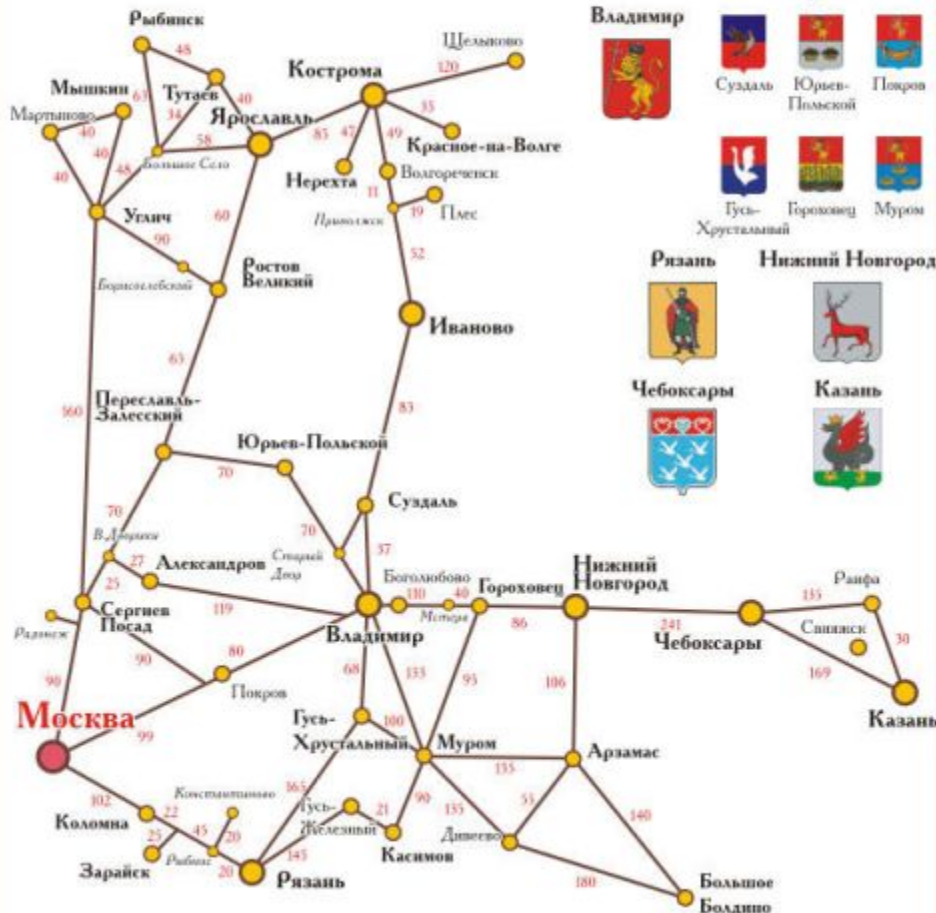 Рыбинск
48
Мышкин
63
Тутаев
40
Мартыново
40
34
Ярославль
58
40
48
Большое Село
40
Углич
90
Борисоглебский
60
Ростов
Великий
63
160
Переславль-
Залесский
Кострома
Щелыково
120
85
47
49
35
Красное-на-Волге
Нерехта
Волгореченск
11
Приволжск
19
Плес
52
Иваново
83
Юрьев-Польской
70
70
Суздаль
Старый
Двор
37
70
В.Дворики
27
Александров
25
119
Сергиев
Посад
Радонеж
90
90
80
Покров
Москва
99
Владимир
Боголюбово
110
40
Мстера
Гороховец
86
Нижний
Новгород
241
Чебоксары
135
Раифа
Свияжск
30
169
Казань
68
133
95
106
Гусь-
Хрустальный
100
Муром
155
Арзамас
102
Коломна
22
Константиново
25
45
20
Зарайск
Рыбное
20
Рязань
165
Гусь-
Железный
21
145
Касимов
90
135
Дивеево
55
140
180
Большое
Болдино
Владимир
Суздаль
Юрьев-
Польской
Покров
Гусь-
Хрустальный
Гороховец
Муром
Рязань
Нижний Новгород
Чебоксары
Казань